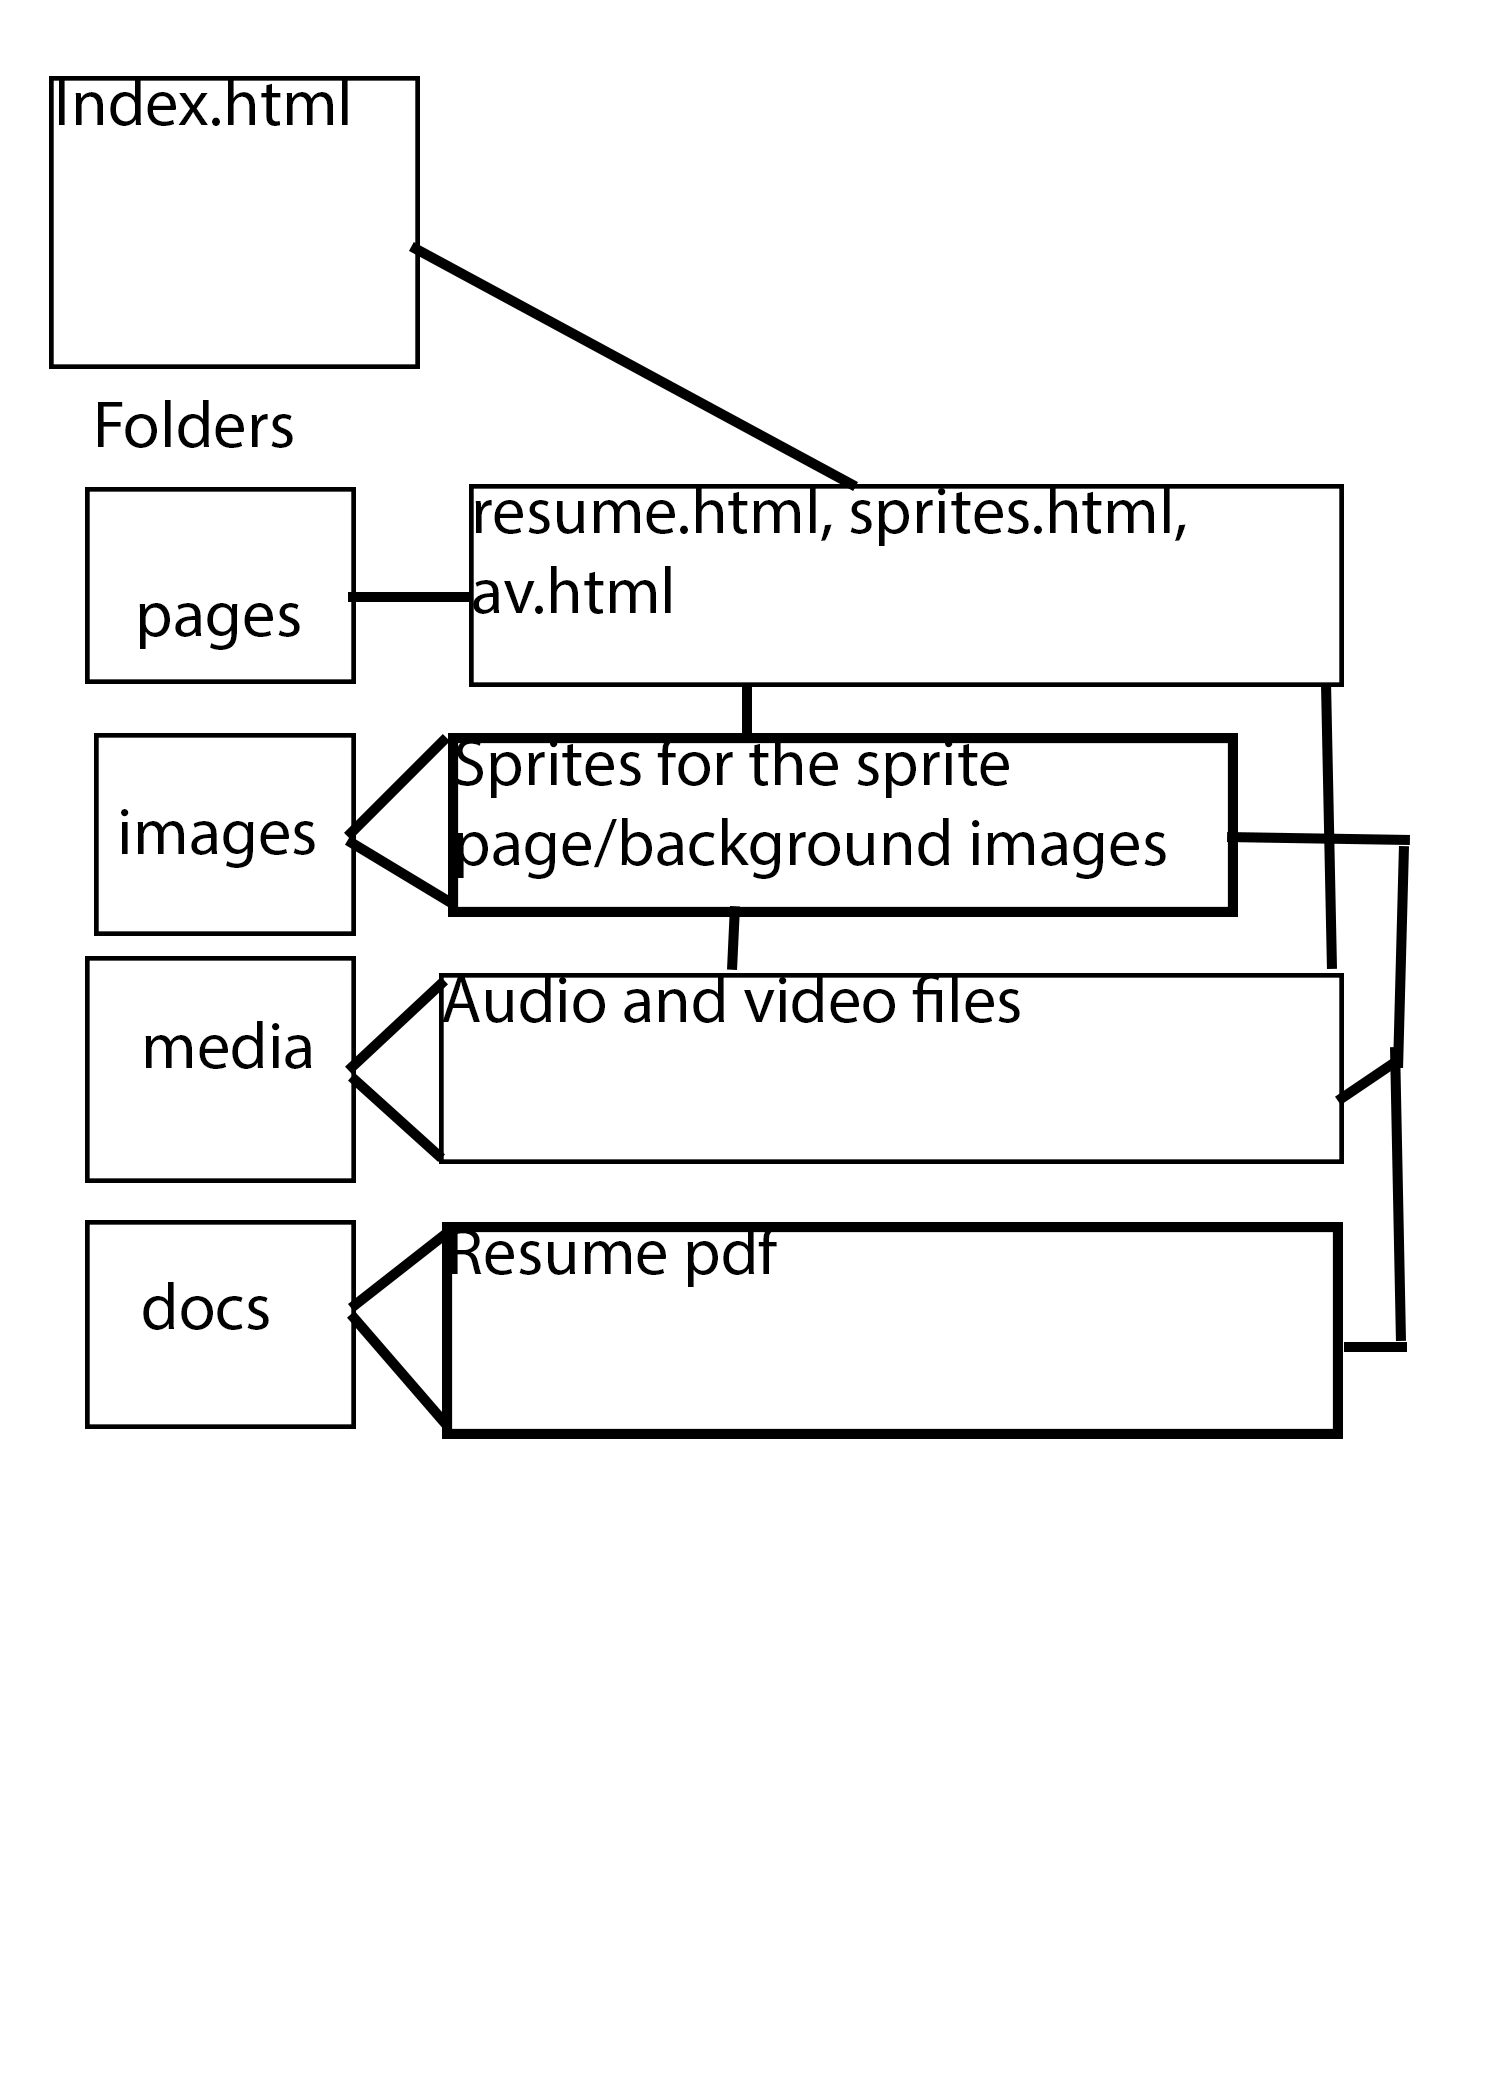 Index.html
Folders
pages
resume.html, sprites.html,
av.html
images
Sprites for the sprite
page/background images
media
Audio and video files
docs
Resume pdf